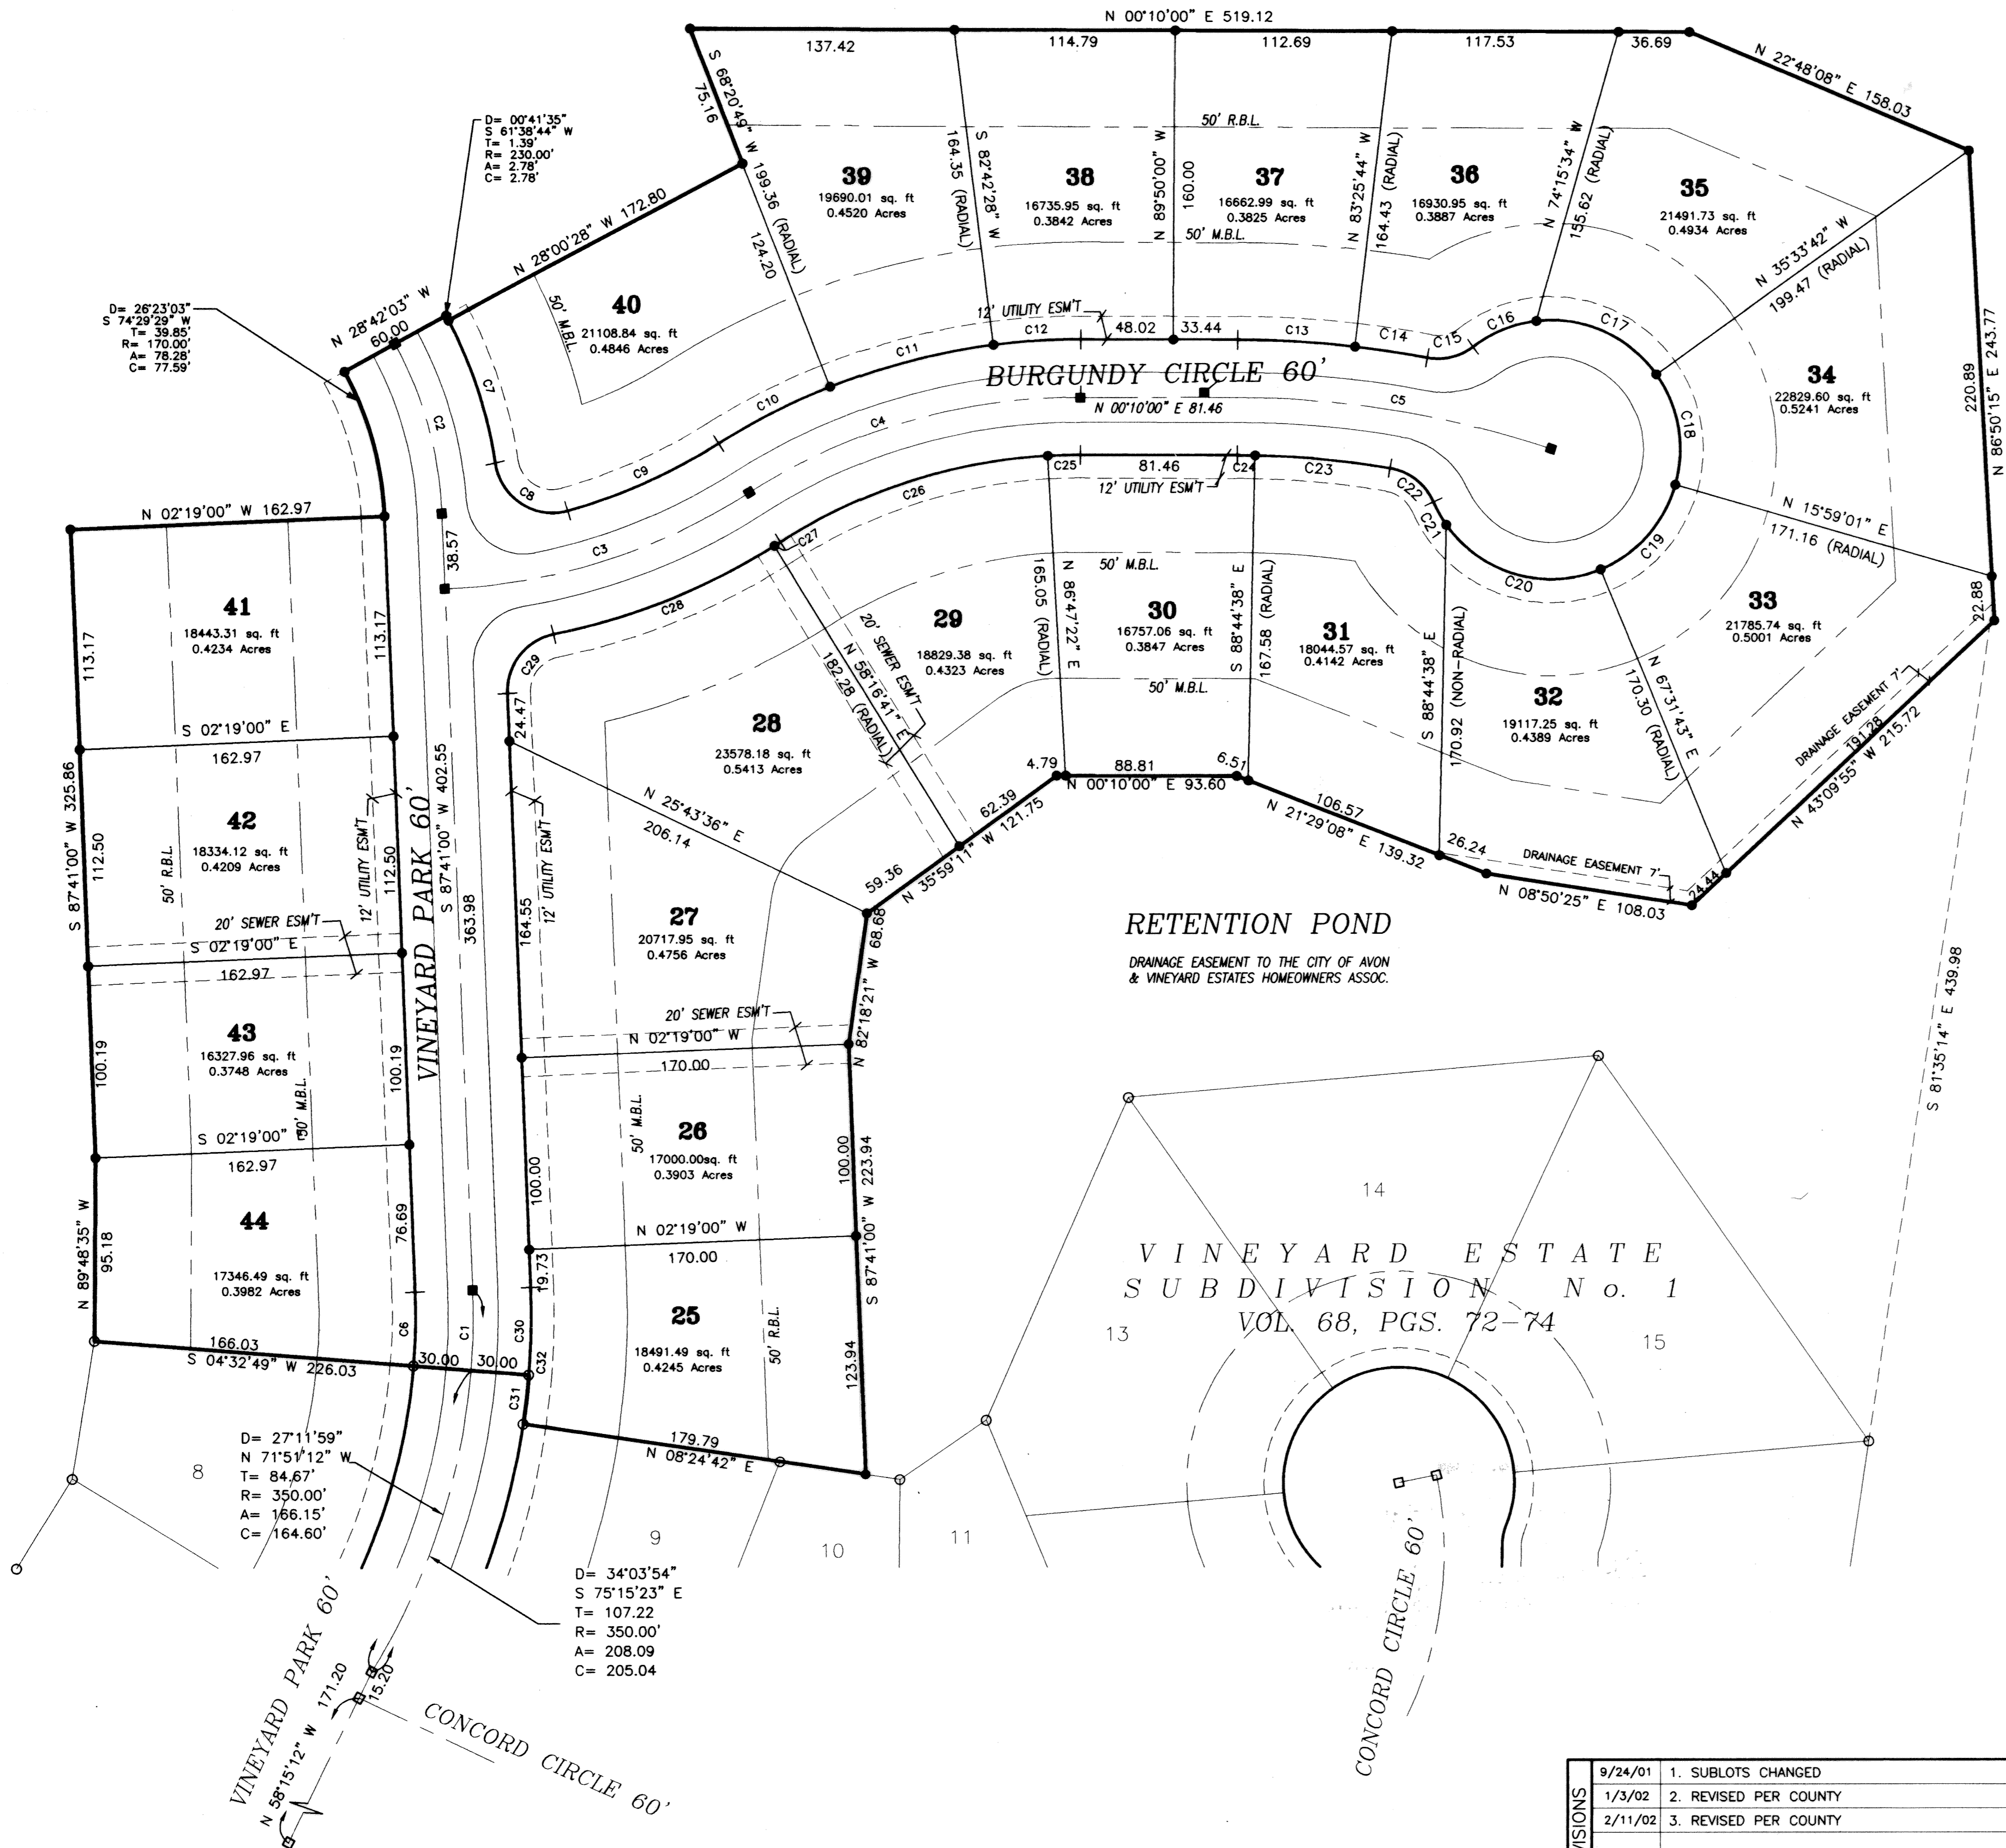 N 00°10'00" E 519.12
137.42
114.79
112.69
117.53
36.69
N 22°48'08" E 158.03
S 68°20'49" W 199.36 (RADIAL)
75.16
124.20
D= 00°41'35"
S 61°38'44" W
T= 1.39'
R= 230.00'
A= 2.78'
C= 2.78'
50' R.B.L.
164.35 (RADIAL)
S 82°42'28" W
N 89°50'00" W
160.00
N 83°25'44" W
164.43 (RADIAL)
N 74°15'34" W
155.62 (RADIAL)
39
19690.01 sq. ft
0.4520 Acres
38
16735.95 sq. ft
0.3842 Acres
37
16662.99 sq. ft
0.3825 Acres
36
16930.95 sq. ft
0.3887 Acres
35
21491.73 sq. ft
0.4934 Acres
N 28°00'28" W 172.80
50' M.B.L.
N 35°33'42" W
199.47 (RADIAL)
D= 26°23'03"
S 74°29'29" W
T= 39.85'
R= 170.00'
A= 78.28'
C= 77.59'
N 28°42'03" W
60.00
50' M.B.L.
40
21108.84 sq. ft
0.4846 Acres
12' UTILITY ESM'T
C12
48.02
33.44
C13
C14
C15
C16
C17
C11
C10
C7
C2
BURGUNDY CIRCLE 60'
N 00°10'00" E 81.46
C4
C5
C18
34
22829.60 sq. ft
0.5241 Acres
220.89
N 86°50'15" E 243.77
C9
C8
C3
C26
C25
81.46
C24
C23
C22
C21
12' UTILITY ESM'T
N 02°19'00" W 162.97
38.57
C27
C20
C19
N 15°59'01" E
171.16 (RADIAL)
50' M.B.L.
113.17
41
18443.31 sq. ft
0.4234 Acres
113.17
C28
C29
20' SEWER ESM'T
N 58°16'41" E
182.28 (RADIAL)
29
18829.38 sq. ft
0.4323 Acres
165.05 (RADIAL)
N 86°47'22" E
30
16757.06 sq. ft
0.3847 Acres
S 88°44'38" E
167.58 (RADIAL)
31
18044.57 sq. ft
0.4142 Acres
33
21785.74 sq. ft
0.5001 Acres
22.88
50' M.B.L.
S 88°44'38" E
170.92 (NON-RADIAL)
32
19117.25 sq. ft
0.4389 Acres
N 67°31'43" E
170.30 (RADIAL)
DRAINAGE EASEMENT 7'
191.28
N 43°09'55" W 215.72
24.47
28
23578.18 sq. ft
0.5413 Acres
S 02°19'00" E
162.97
4.79
88.81
6.51
N 00°10'00" E 93.60
N 25°43'36" E
206.14
62.39
59.36
N 35°59'11" W 121.75
106.57
26.24
N 21°29'08" E 139.32
DRAINAGE EASEMENT 7'
24.44
N 08°50'25" E 108.03
S 87°41'00" W 325.86
112.50
50' R.B.L.
42
18334.12 sq. ft
0.4209 Acres
12' UTILITY ESM'T
112.50
VINEYARD PARK 60'
S 87°41'00" W 402.55
363.98
164.55
12' UTILITY ESM'T
27
20717.95 sq. ft
0.4756 Acres
RETENTION POND
DRAINAGE EASEMENT TO THE CITY OF AVON
& VINEYARD ESTATES HOMEOWNERS ASSOC.
20' SEWER ESM'T
S 02°19'00" E
162.97
S 81°35'14" E 439.98
N 82°18'21" W 68.68
20' SEWER ESM'T
N 02°19'00" W
170.00
100.19
43
16327.96 sq. ft
0.3748 Acres
50' M.B.L.
100.19
50' M.B.L.
26
17000.00sq. ft
0.3903 Acres
100.00
100.00
S 87°41'00" W 223.94
S 02°19'00" E
162.97
N 89°48'35" W
95.18
44
17346.49 sq. ft
0.3982 Acres
76.69
N 02°19'00" W
170.00
19.73
14
VINEYARD ESTATE
SUBDIVISION No. 1
VOL. 68, PGS. 72-74
13
15
C6
C1
C30
C32
C31
25
18491.49 sq. ft
0.4245 Acres
50' R.B.L.
123.94
166.03
S 04°32'49" W 226.03
30.00
30.00
179.79
N 08°24'42" E
8
D= 27°11'59"
N 71°51'12" W
T= 84.67'
R= 350.00'
A= 166.15'
C= 164.60'
9
10
11
D= 34°03'54"
S 75°15'23" E
T= 107.22
R= 350.00'
A= 208.09
C= 205.04
VINEYARD PARK 60'
N 58°15'12" W 171.20
15.20
CONCORD CIRCLE 60'
CONCORD CIRCLE 60'
9/24/01 1. SUBLOTS CHANGED
1/3/02 2. REVISED PER COUNTY
2/11/02 3. REVISED PER COUNTY
VISIONS